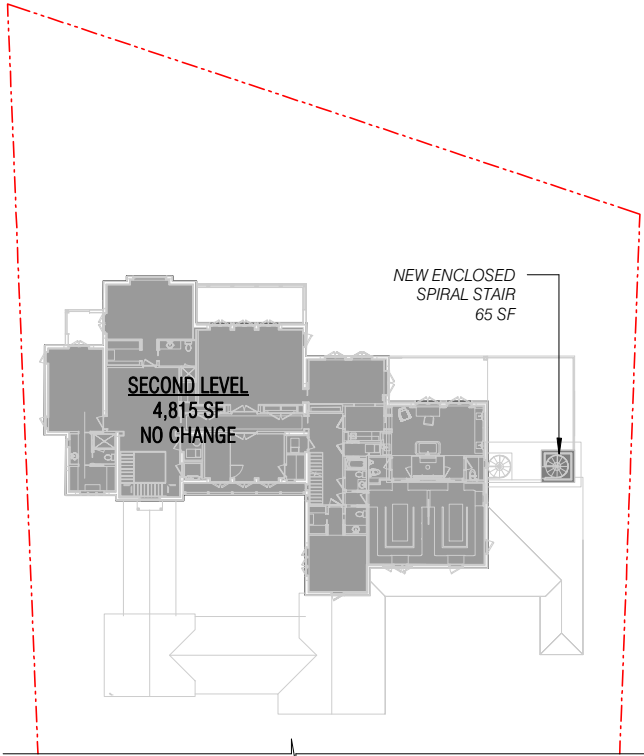 NEW ENCLOSED
SPIRAL STAIR
65 SF
SECOND LEVEL
4,815 SF
NO CHANGE